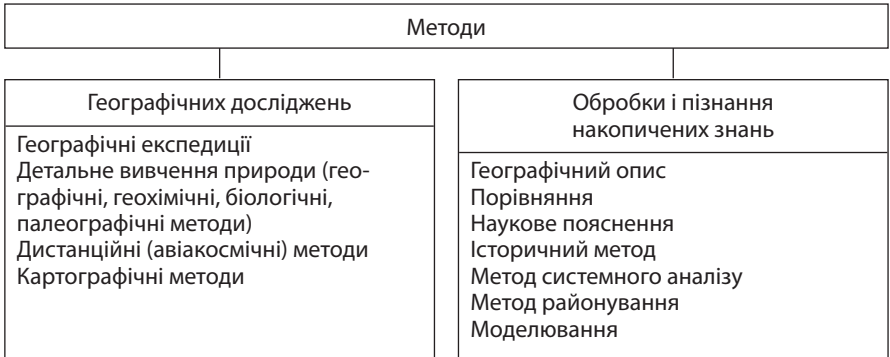 Методи
Географічних досліджень
Географічні експедиції
Детальне вивчення природи (гео-
графічні, геохімічні, біологічні,
палеографічні методи)
Дистанційні (авіакосмічні) методи
Картографічні методи
Обробки і пізнання
накопичених знань
Географічний опис
Порівняння
Наукове пояснення
Історичний метод
Метод системного аналізу
Метод районування
Моделювання